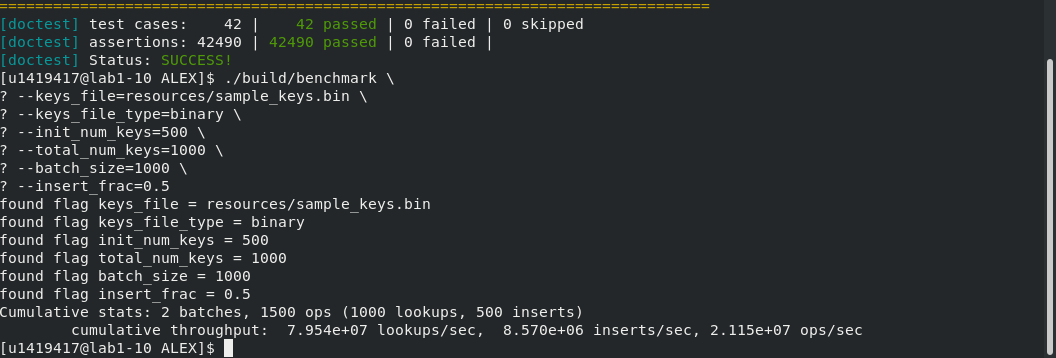 ===============================================================================
[doctest] test cases:    42 |    42 passed | 0 failed | 0 skipped
[doctest] assertions: 42490 | 42490 passed | 0 failed |
[doctest] Status: SUCCESS!
[u1419417@lab1-10 ALEX]$ ./build/benchmark \
? --keys_file=resources/sample_keys.bin \
? --keys_file_type=binary \
? --init_num_keys=500 \
? --total_num_keys=1000 \
? --batch_size=1000 \
? --insert_frac=0.5
found flag keys_file = resources/sample_keys.bin
found flag keys_file_type = binary
found flag init_num_keys = 500
found flag total_num_keys = 1000
found flag batch_size = 1000
found flag insert_frac = 0.5
Cumulative stats: 2 batches, 1500 ops (1000 lookups, 500 inserts)
        cumulative throughput:  7.954e+07 lookups/sec,  8.570e+06 inserts/sec, 2.115e+07 ops/sec
[u1419417@lab1-10 ALEX]$